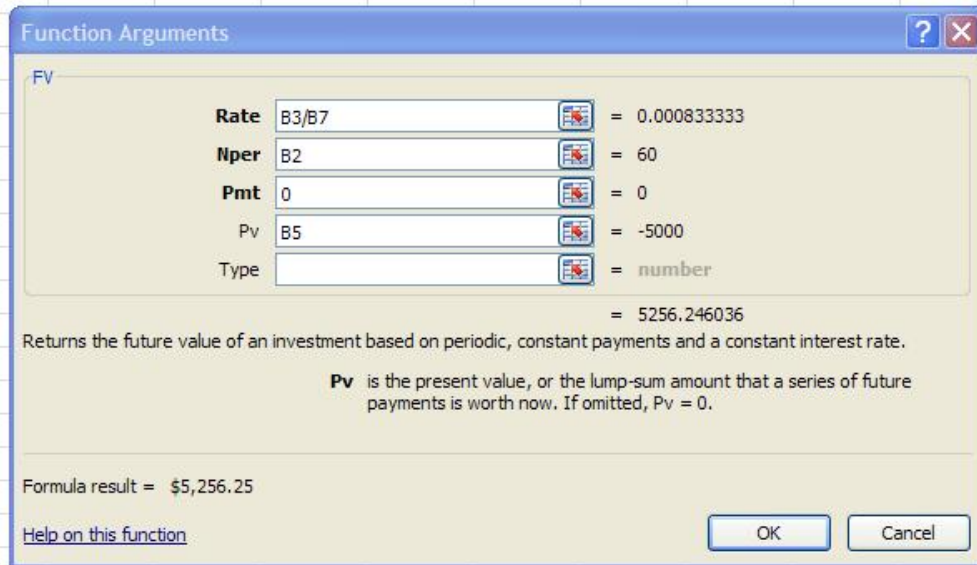 Function Arguments ?
FV
Rate B3/B7 = 0.000833333
Nper B2 = 60
Pmt 0 = 0
Pv B5 = -5000
Type = number
= 5256.246036
Returns the future value of an investment based on periodic, constant payments and a constant interest rate.
Pv is the present value, or the lump-sum amount that a series of future
payments is worth now. If omitted, Pv = 0.
Formula result = $5,256.25
Help on this function OK Cancel